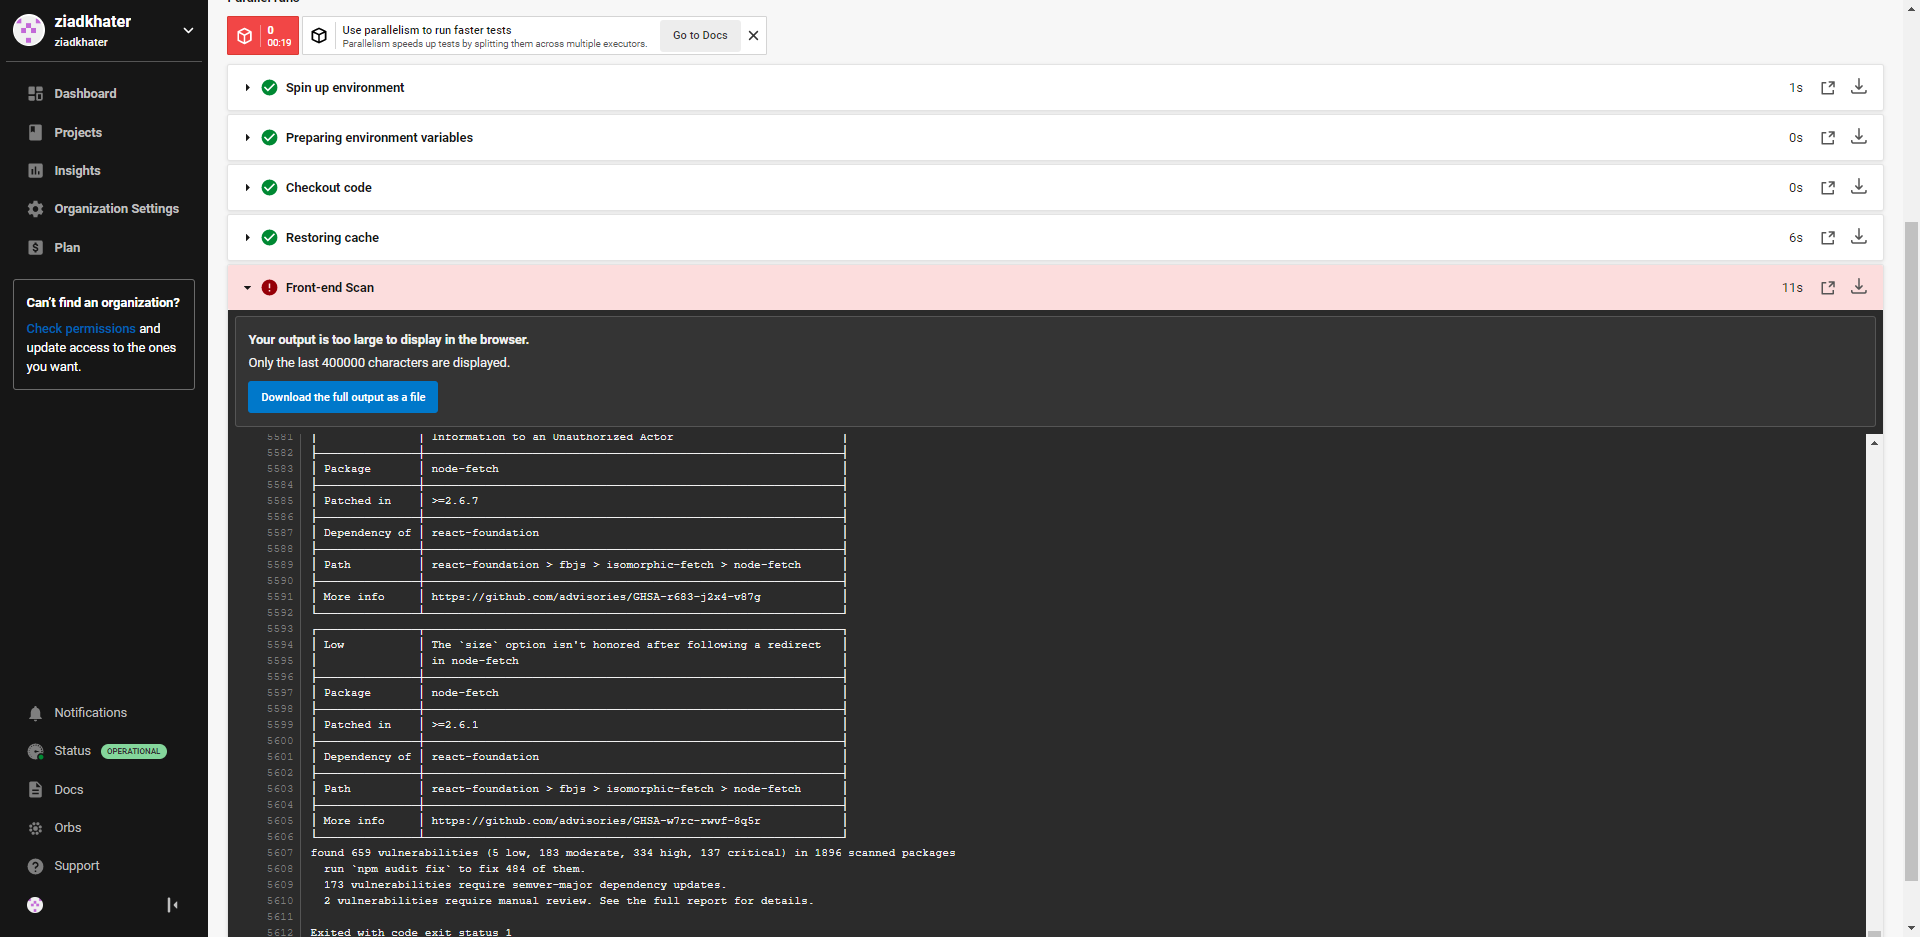 ziadkhater
ziadkhater
Dashboard
Projects
Insights
Organization Settings
Plan
Can't find an organization?
Check permissions and
update access to the ones
you want.
Notifications
Status OPERATIONAL
Docs
Orbs
Support
Parallel runs
0
00:19
Use parallelism to run faster tests
Parallelism speeds up tests by splitting them across multiple executors.
Go to Docs
Spin up environment 1s
Preparing environment variables 0s
Checkout code 0s
Restoring cache 6s
Front-end Scan 11s
Your output is too large to display in the browser.
Only the last 400000 characters are displayed.
Download the full output as a file
5581 Information to an Unauthorized Actor
5582
5583 Package node-fetch
5584
5585 Patched in >=2.6.7
5586
5587 Dependency of react-foundation
5588
5589 Path react-foundation > fbjs > isomorphic-fetch > node-fetch
5590
5591 More info https://github.com/advisories/GHSA-r683-j2x4-v87g
5592
5593
5594 Low The `size` option isn't honored after following a redirect
5595 in node-fetch
5596
5597 Package node-fetch
5598
5599 Patched in >=2.6.1
5600
5601 Dependency of react-foundation
5602
5603 Path react-foundation > fbjs > isomorphic-fetch > node-fetch
5604
5605 More info https://github.com/advisories/GHSA-w7rc-rwvf-8q5r
5606
5607 found 659 vulnerabilities (5 low, 183 moderate, 334 high, 137 critical) in 1896 scanned packages
5608 run `npm audit fix` to fix 484 of them.
5609 173 vulnerabilities require semver-major dependency updates.
5610 2 vulnerabilities require manual review. See the full report for details.
5611
5612 Exited with code exit status 1